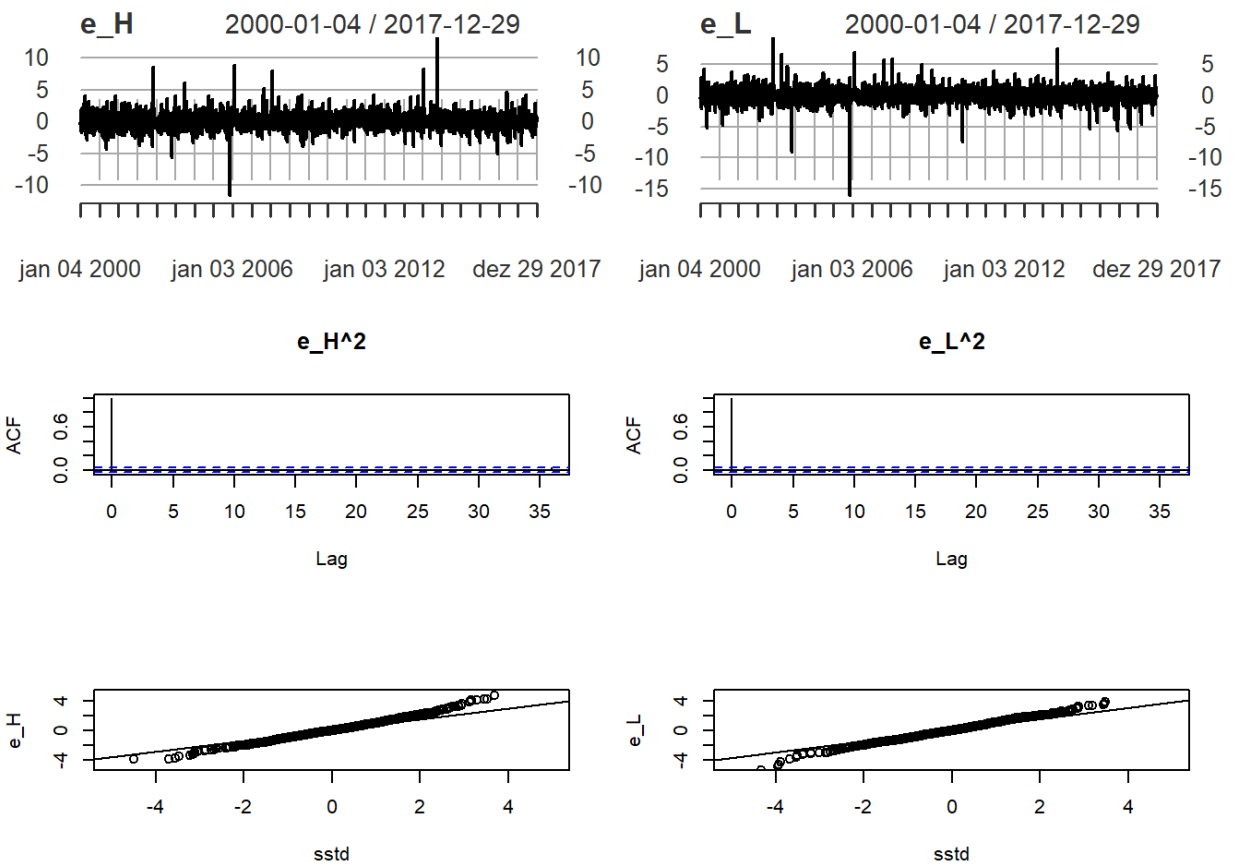 e_H 2000-01-04 / 2017-12-29
10 10
5 5
0 0
-5 -5
-10 -10
jan 04 2000 jan 03 2006 jan 03 2012 dez 29 2017
e_L 2000-01-04 / 2017-12-29
5 5
0 0
-5 -5
-10 -10
-15 -15
jan 04 2000 jan 03 2006 jan 03 2012 dez 29 2017
e_H^2
ACF
0.6
0.0
0 5 10 15 20 25 30 35
Lag
e_L^2
ACF
0.6
0.0
0 5 10 15 20 25 30 35
Lag
e_H
4
0
-4
-4 -2 0 2 4
sstd
e_L
4
0
-4
-4 -2 0 2 4
sstd